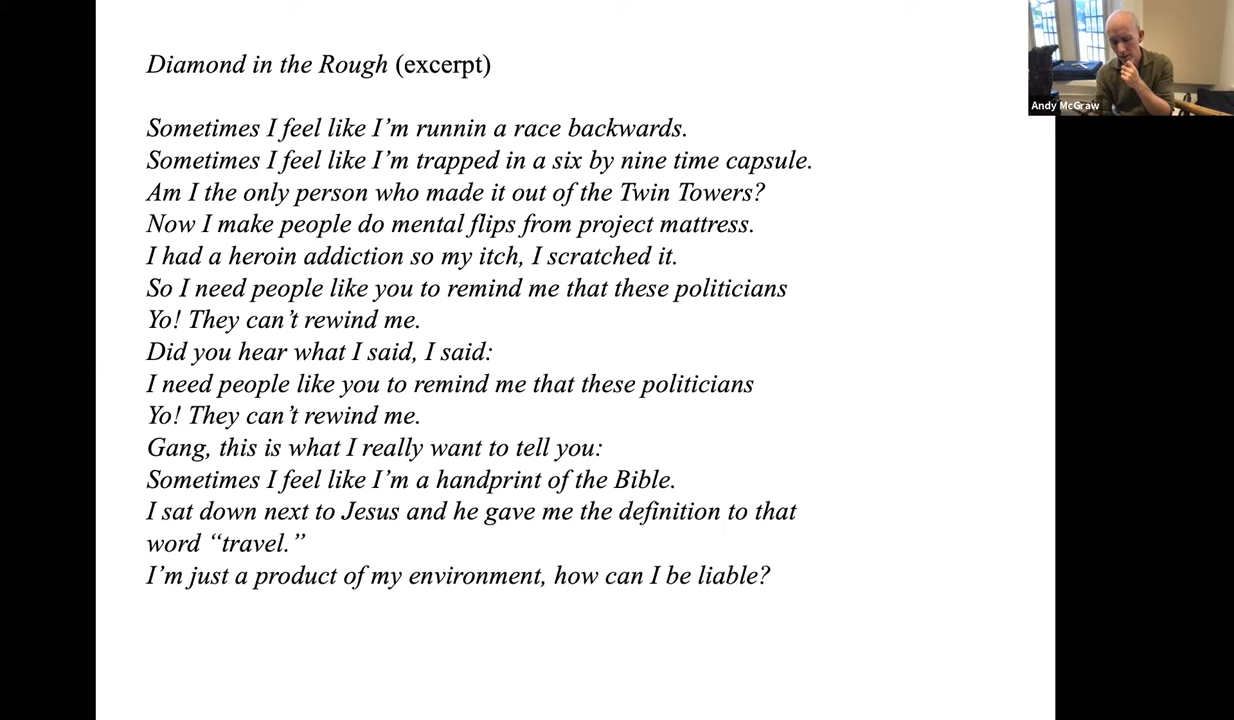 Diamond in the Rough (excerpt)
Sometimes I feel like I'm runnin a race backwards.
Sometimes I feel like I'm trapped in a six by nine time capsule.
Am I the only person who made it out of the Twin Towers?
Now I make people do mental flips from project mattress.
I had a heroin addiction so my itch, I scratched it.
So I need people like you to remind me that these politicians
Yo! They can't rewind me.
Did you hear what I said, I said:
I need people like you to remind me that these politicians
Yo! They can't rewind me.
Gang, this is what I really want to tell you:
Sometimes I feel like I'm a handprint of the Bible.
I sat down next to Jesus and he gave me the definition to that
word “travel.”
I'm just a product of my environment, how can I be liable?
Andy McGraw